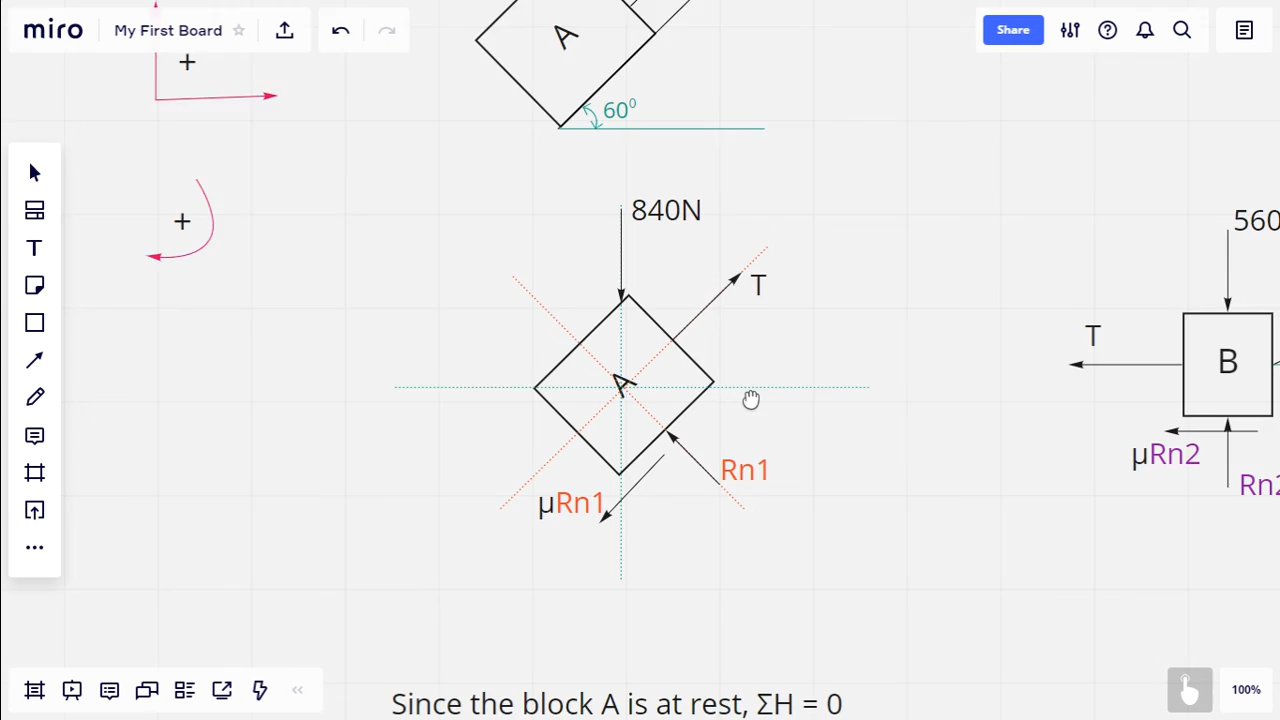 miro
My First Board
Share
A
+
60⁰
840N
560
+
T
T
A
B
Rn1
μRn1
μRn2
Rn2
T
Since the block A is at rest, ΣH = 0
100%